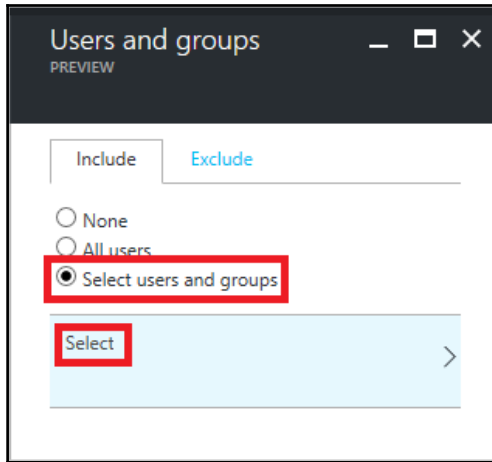 Users and groups
PREVIEW
Include Exclude
None
All users
Select users and groups
Select